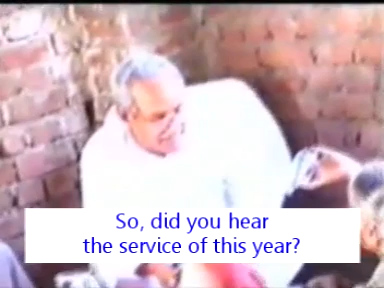 So, did you hear
the service of this year?